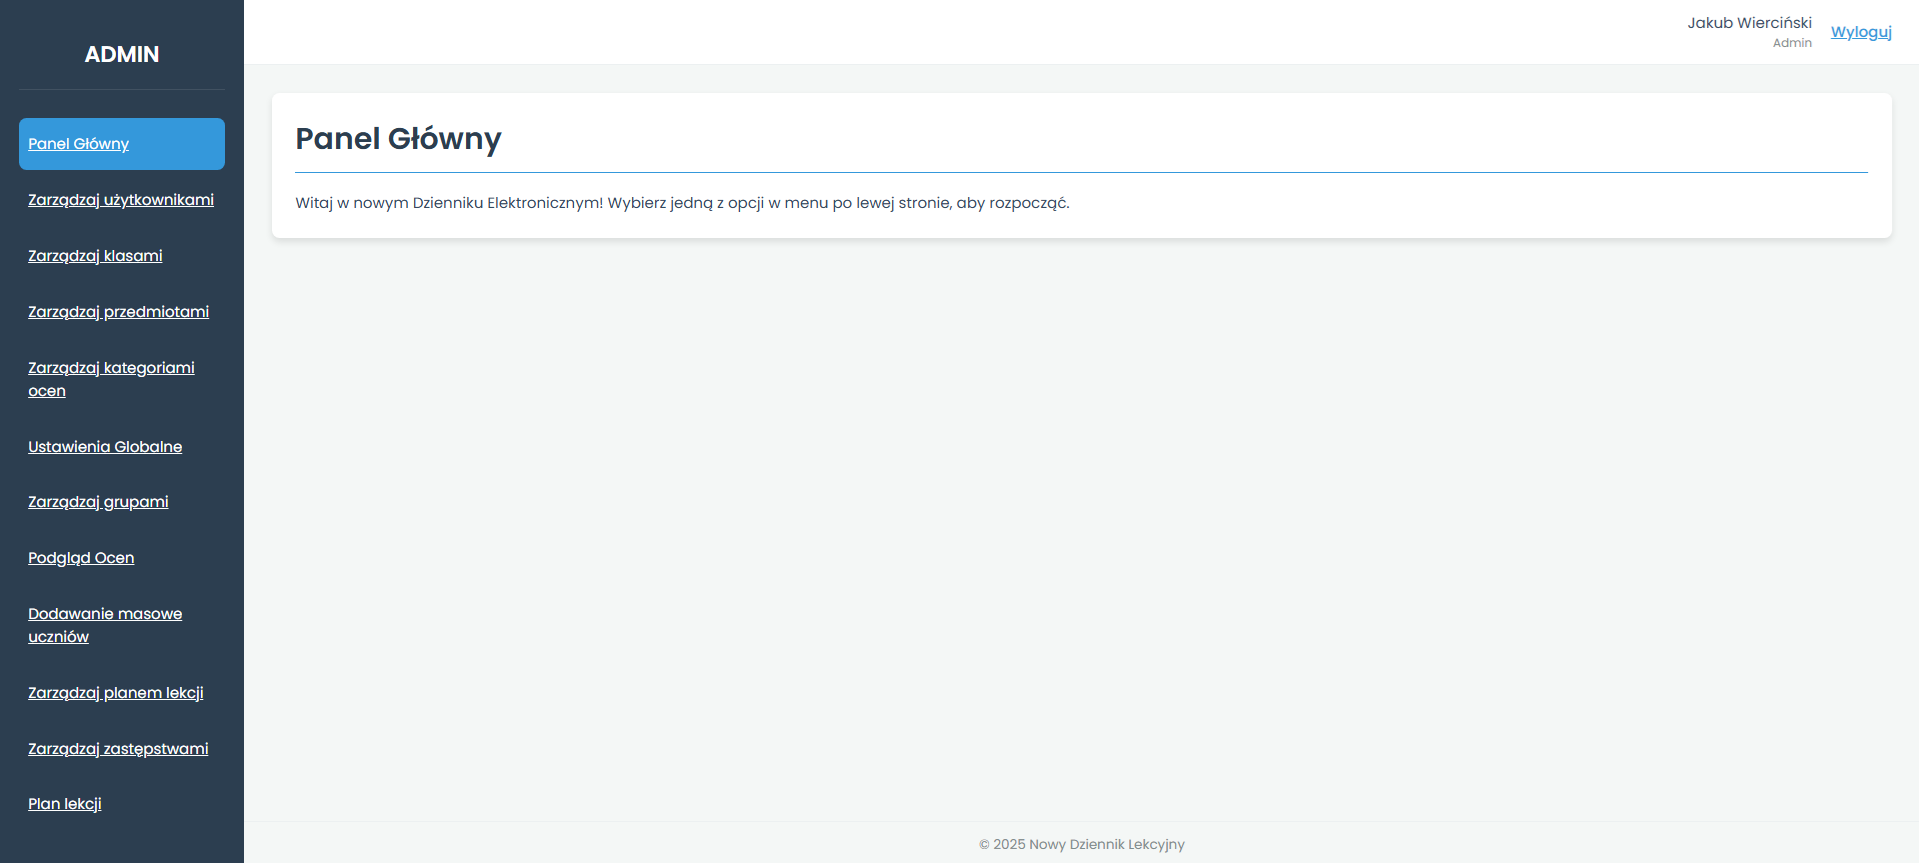 ADMIN
Panel Główny
Zarządzaj użytkownikami
Zarządzaj klasami
Zarządzaj przedmiotami
Zarządzaj kategoriami
ocen
Ustawienia Globalne
Zarządzaj grupami
Podgląd Ocen
Dodawanie masowe
uczniów
Zarządzaj planem lekcji
Zarządzaj zastępstwami
Plan lekcji
Jakub Wierciński
Admin
Wyloguj
Panel Główny
Witaj w nowym Dzienniku Elektronicznym! Wybierz jedną z opcji w menu po lewej stronie, aby rozpocząć.
© 2025 Nowy Dziennik Lekcyjny